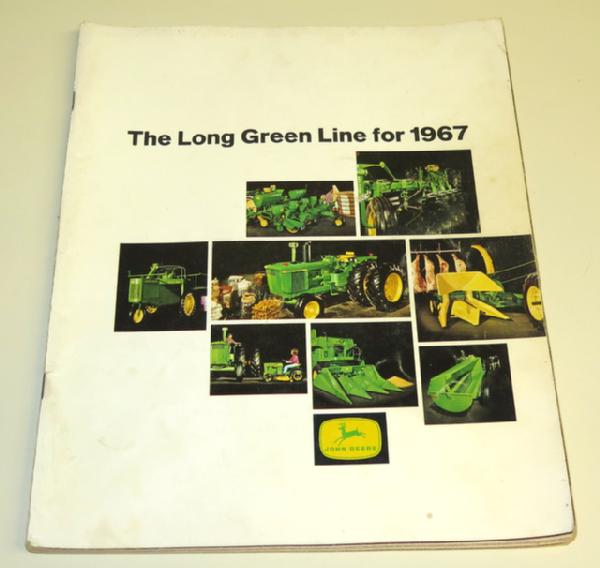 The Long Green Line for 1967
JOHN DEERE